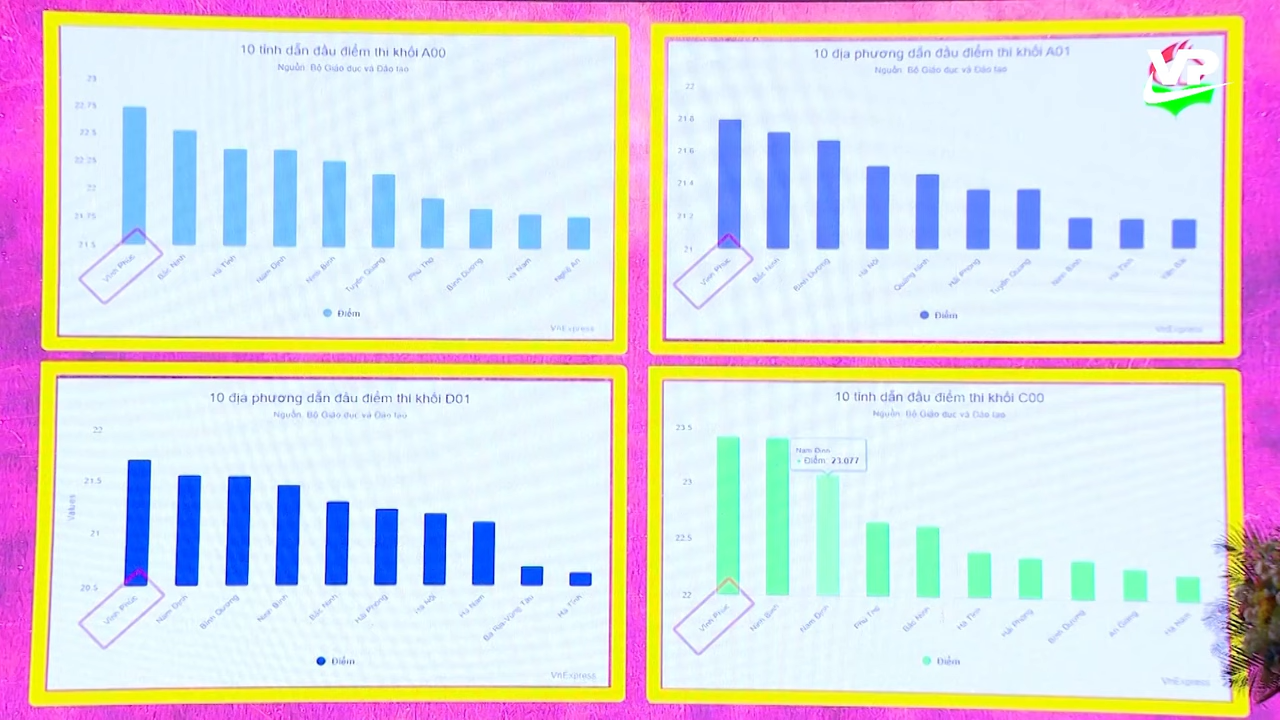 10 tỉnh dẫn đầu điểm thi khối A00
Nguồn: Bộ Giáo dục và Đào tạo
23
22.75
22.5
22.25
22
21.75
21.5
Vĩnh Phúc
Bắc Ninh
Hà Tĩnh
Nam Định
Ninh Bình
Tuyên Quang
Phú Thọ
Bình Dương
Hà Nam
Nghệ An
Điểm
VnExpress
10 địa phương dẫn đầu điểm thi khối A01
Nguồn: Bộ Giáo dục và Đào tạo
VP
22
21.8
21.6
21.4
21.2
21
Vĩnh Phúc
Bắc Ninh
Bình Dương
Hà Nội
Quảng Ninh
Hải Phòng
Tuyên Quang
Ninh Bình
Hà Tĩnh
Yên Bái
Điểm
VnExpress
10 địa phương dẫn đầu điểm thi khối D01
Nguồn: Bộ Giáo dục và Đào tạo
Values
22
21.5
21
20.5
Vĩnh Phúc
Nam Định
Bình Dương
Ninh Bình
Bắc Ninh
Hải Phòng
Hà Nội
Hà Nam
Bà Rịa-Vũng Tàu
Hà Tĩnh
Điểm
VnExpress
10 tỉnh dẫn đầu điểm thi khối C00
Nguồn: Bộ Giáo dục và Đào tạo
23.5
23
22.5
22
Nam Định
Điểm: 23.077
Vĩnh Phúc
Ninh Bình
Nam Định
Phú Thọ
Bắc Ninh
Hà Tĩnh
Hải Phòng
Bình Dương
An Giang
Hà Nam
Điểm
VnExpress